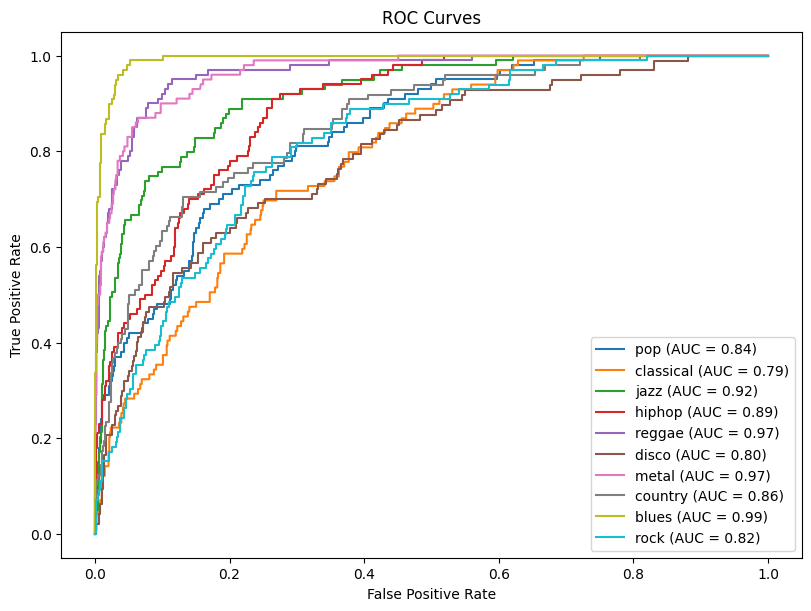 ROC Curves
True Positive Rate
1.0
0.8
0.6
0.4
0.2
0.0
pop (AUC = 0.84)
classical (AUC = 0.79)
jazz (AUC = 0.92)
hiphop (AUC = 0.89)
reggae (AUC = 0.97)
disco (AUC = 0.80)
metal (AUC = 0.97)
country (AUC = 0.86)
blues (AUC = 0.99)
rock (AUC = 0.82)
0.0 0.2 0.4 0.6 0.8 1.0
False Positive Rate